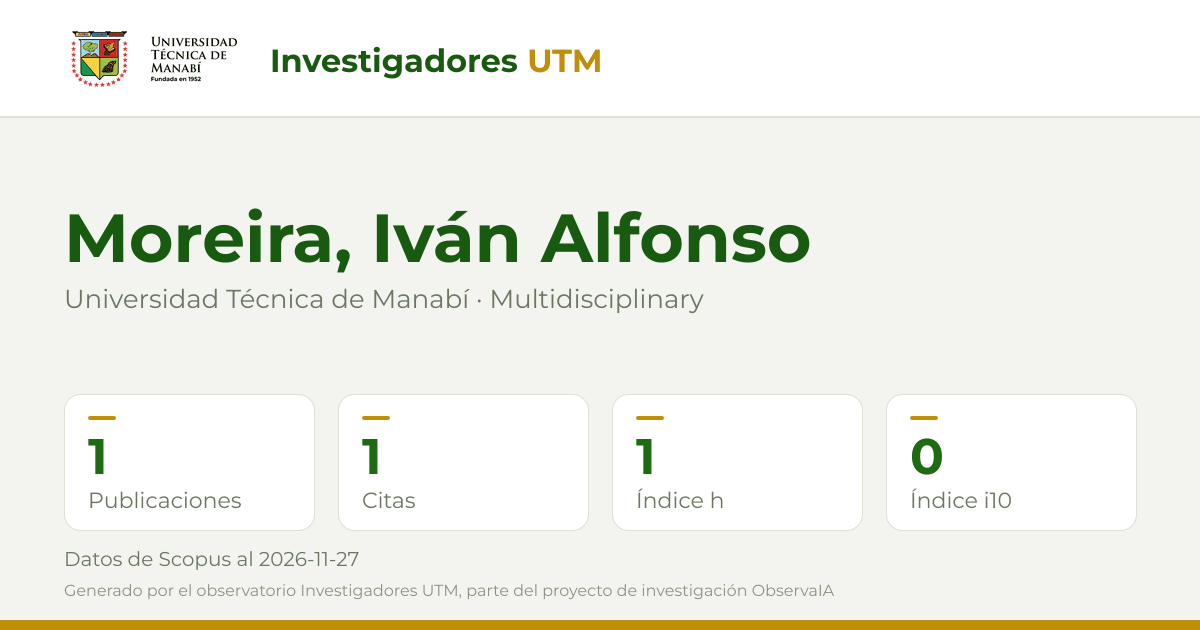 UNIVERSIDAD
TÉCNICA DE
MANABÍ
Fundada en 1952
Investigadores UTM
Moreira, Iván Alfonso
Universidad Técnica de Manabí · Multidisciplinary
1
Publicaciones
1
Citas
1
Índice h
0
Índice i10
Datos de Scopus al 2026-11-27
Generado por el observatorio Investigadores UTM, parte del proyecto de investigación ObservaIA